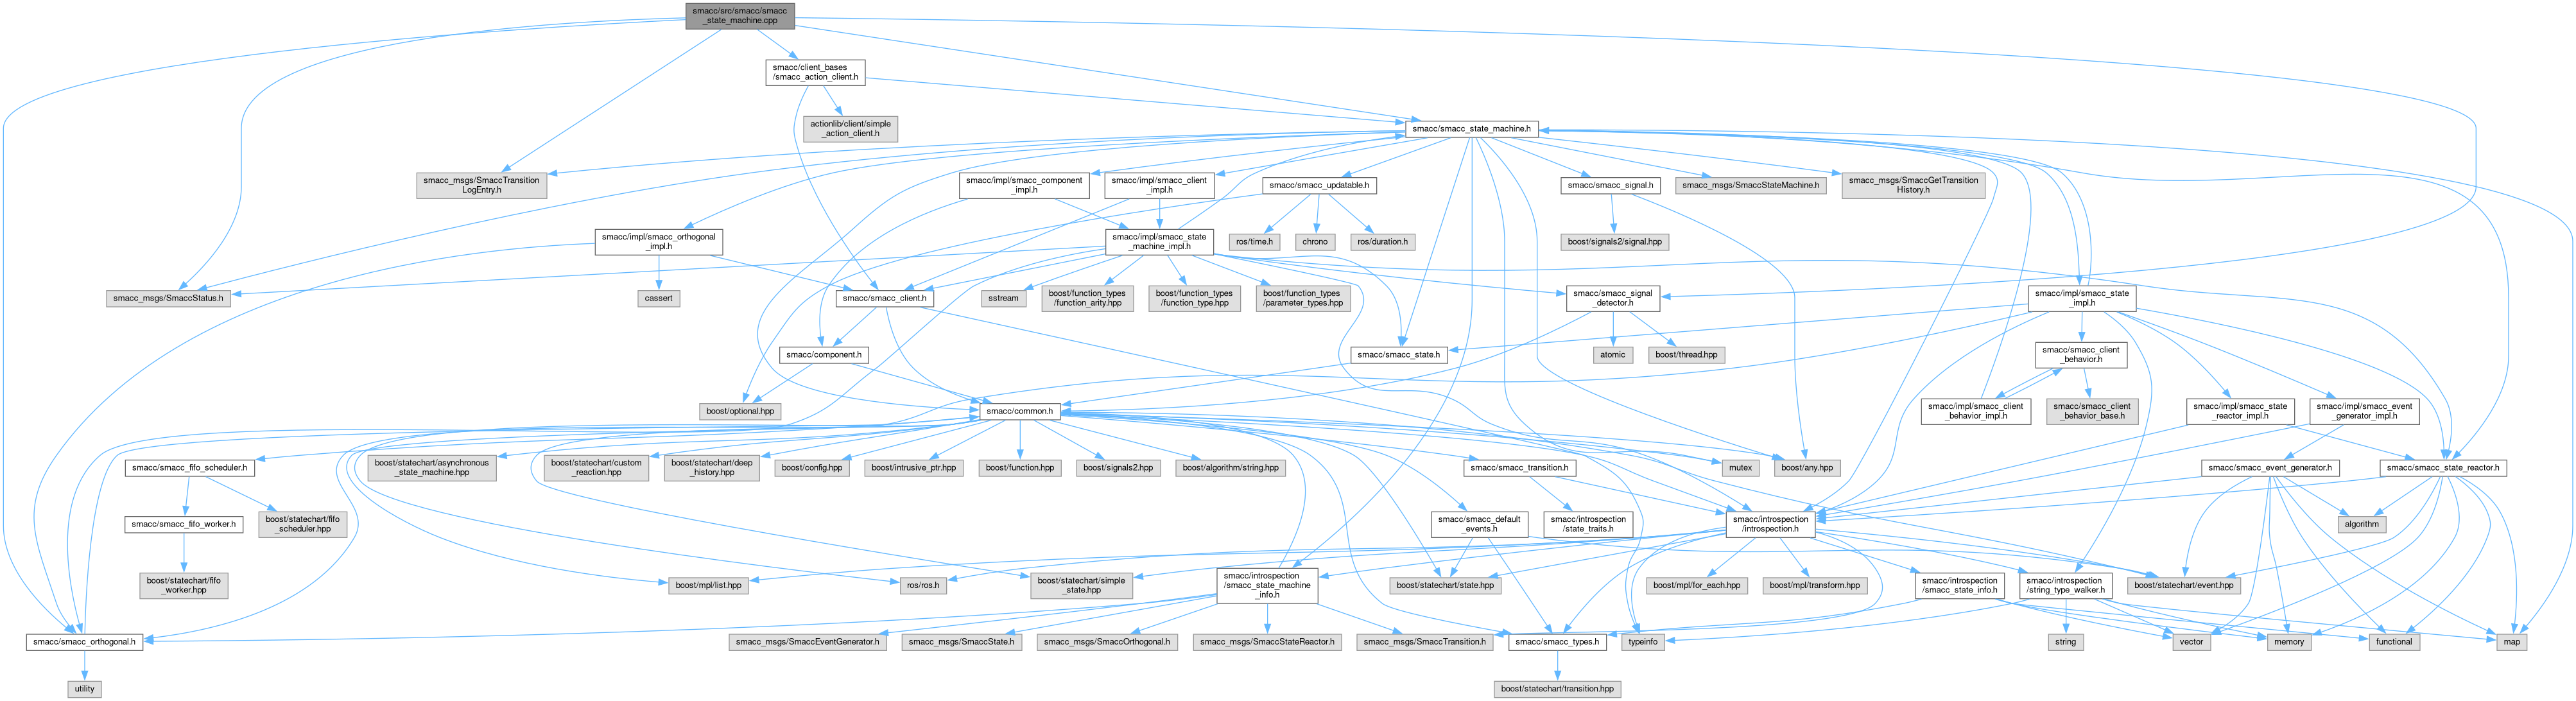 smacc/src/smacc/smacc
_state_machine.cpp
smacc/client_bases
/smacc_action_client.h
actionlib/client/simple
_action_client.h
smacc/smacc_state_machine.h
smacc_msgs/SmaccTransition
LogEntry.h
smacc/impl/smacc_component
_impl.h
smacc/impl/smacc_client
_impl.h
smacc/smacc_updatable.h
smacc/smacc_signal.h
smacc_msgs/SmaccStateMachine.h
smacc_msgs/SmaccGetTransition
History.h
smacc/impl/smacc_orthogonal
_impl.h
smacc/impl/smacc_state
_machine_impl.h
ros/time.h
chrono
ros/duration.h
boost/signals2/signal.hpp
smacc_msgs/SmaccStatus.h
cassert
smacc/smacc_client.h
sstream
boost/function_types
/function_arity.hpp
boost/function_types
/function_type.hpp
boost/function_types
/parameter_types.hpp
smacc/smacc_signal
_detector.h
smacc/impl/smacc_state
_impl.h
smacc/component.h
smacc/smacc_state.h
atomic
boost/thread.hpp
smacc/smacc_client
_behavior.h
boost/optional.hpp
smacc/common.h
smacc/impl/smacc_client
_behavior_impl.h
smacc/smacc_client
_behavior_base.h
smacc/impl/smacc_state
_reactor_impl.h
smacc/impl/smacc_event
_generator_impl.h
smacc/smacc_fifo_scheduler.h
boost/statechart/asynchronous
_state_machine.hpp
boost/statechart/custom
_reaction.hpp
boost/statechart/deep
_history.hpp
boost/config.hpp
boost/intrusive_ptr.hpp
boost/function.hpp
boost/signals2.hpp
boost/algorithm/string.hpp
smacc/smacc_transition.h
mutex
boost/any.hpp
smacc/smacc_event_generator.h
smacc/smacc_state_reactor.h
smacc/smacc_fifo_worker.h
boost/statechart/fifo
_scheduler.hpp
smacc/smacc_default
_events.h
smacc/introspection
/state_traits.h
smacc/introspection
/introspection.h
algorithm
boost/statechart/fifo
_worker.hpp
boost/mpl/list.hpp
ros/ros.h
boost/statechart/simple
_state.hpp
smacc/introspection
/smacc_state_machine
_info.h
boost/statechart/state.hpp
boost/mpl/for_each.hpp
boost/mpl/transform.hpp
smacc/introspection
/smacc_state_info.h
smacc/introspection
/string_type_walker.h
boost/statechart/event.hpp
smacc/smacc_orthogonal.h
smacc_msgs/SmaccEventGenerator.h
smacc_msgs/SmaccState.h
smacc_msgs/SmaccOrthogonal.h
smacc_msgs/SmaccStateReactor.h
smacc_msgs/SmaccTransition.h
smacc/smacc_types.h
typeinfo
string
vector
memory
functional
map
utility
boost/statechart/transition.hpp